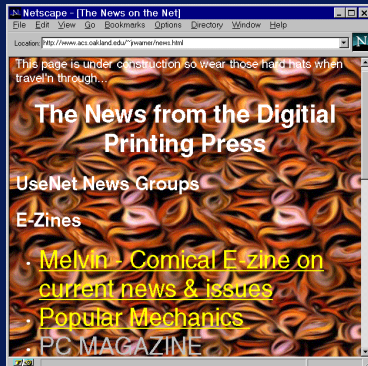 Netscape - [The News on the Net]
File Edit View Go Bookmarks Options Directory Window Help
Location: http://www.acs.oakland.edu/~jrwarner/news.html
This page is under construction so wear those hard hats when
travel'n through...
The News from the Digitial
Printing Press
UseNet News Groups
E-Zines
Melvin - Comical E-zine on
current news & issues
Popular Mechanics
PC MAGAZINE